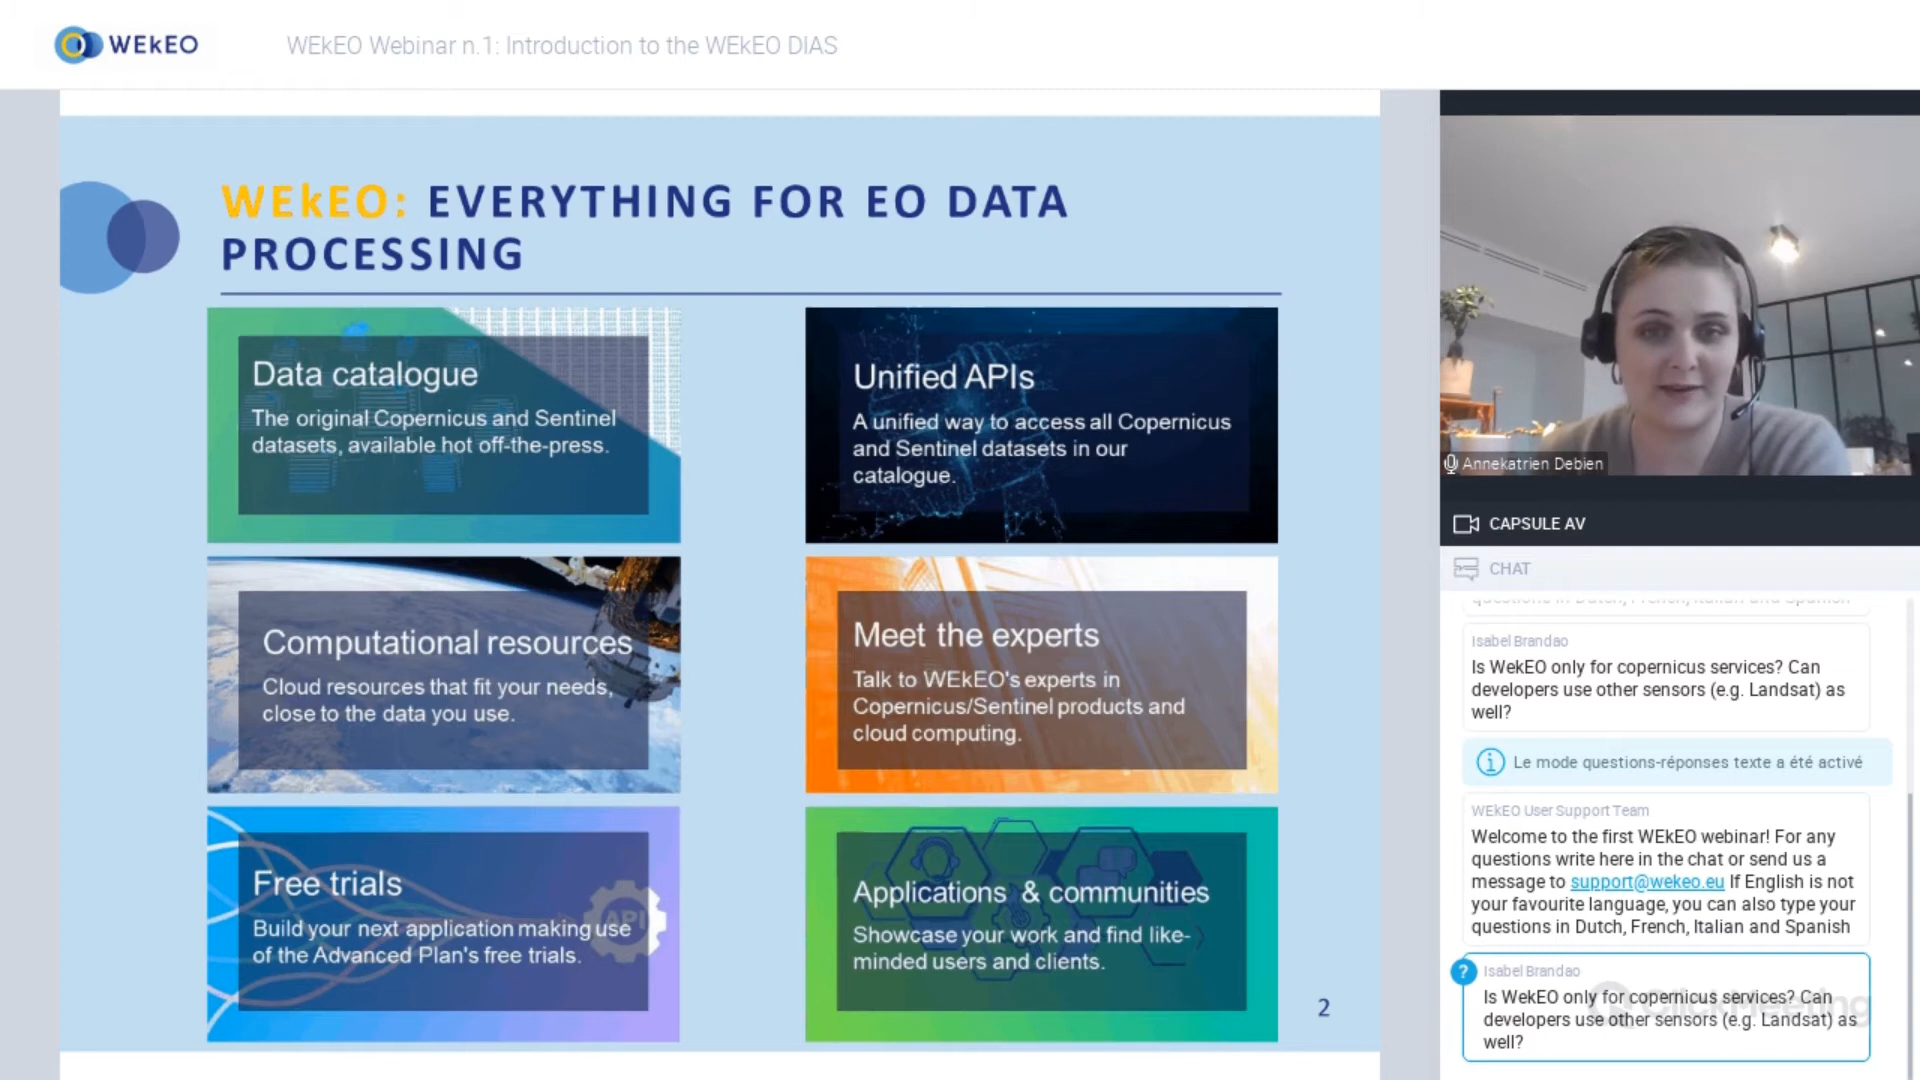 WEkEO
WEkEO Webinar n.1: Introduction to the WEkEO DIAS
WEkEO: EVERYTHING FOR EO DATA
PROCESSING
Data catalogue
The original Copernicus and Sentinel
datasets, available hot off-the-press.
Unified APIs
A unified way to access all Copernicus
and Sentinel datasets in our
catalogue.
Computational resources
Cloud resources that fit your needs,
close to the data you use.
Meet the experts
Talk to WEkEO's experts in
Copernicus/Sentinel products and
cloud computing.
Free trials
Build your next application making use
of the Advanced Plan's free trials.
API
Applications & communities
Showcase your work and find like-
minded users and clients.
2
Annekatrien Debien
CAPSULE AV
CHAT
questions in Dutch, French, Italian and Spanish
Isabel Brandao
Is WekEO only for copernicus services? Can
developers use other sensors (e.g. Landsat) as
well?
Le mode questions-réponses texte a été activé
WEkEO User Support Team
Welcome to the first WEkEO webinar! For any
questions write here in the chat or send us a
message to support@wekeo.eu If English is not
your favourite language, you can also type your
questions in Dutch, French, Italian and Spanish
?
Isabel Brandao
Is WekEO only for copernicus services? Can
developers use other sensors (e.g. Landsat) as
well?
ClickMeeting